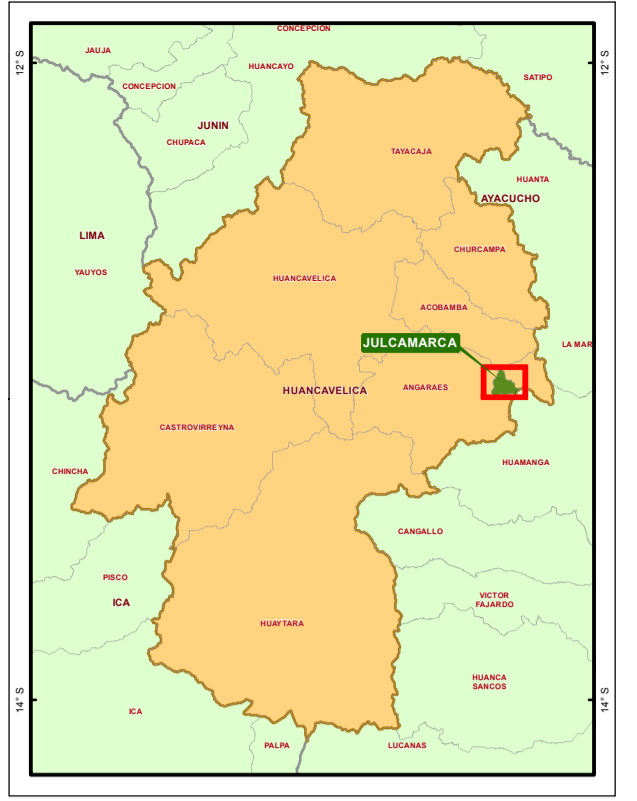 CONCEPCION
JAUJA
12° S
12° S
HUANCAYO
SATIPO
CONCEPCION
JUNIN
CHUPACA
TAYACAJA
HUANTA
AYACUCHO
LIMA
CHURCAMPA
YAUYOS
HUANCAVELICA
ACOBAMBA
JULCAMARCA
LA MAR
HUANCAVELICA
ANGARAES
CASTROVIRREYNA
CHINCHA
HUAMANGA
CANGALLO
PISCO
ICA
VICTOR
FAJARDO
HUAYTARA
HUANCA
SANCOS
14° S
14° S
ICA
PALPA
LUCANAS